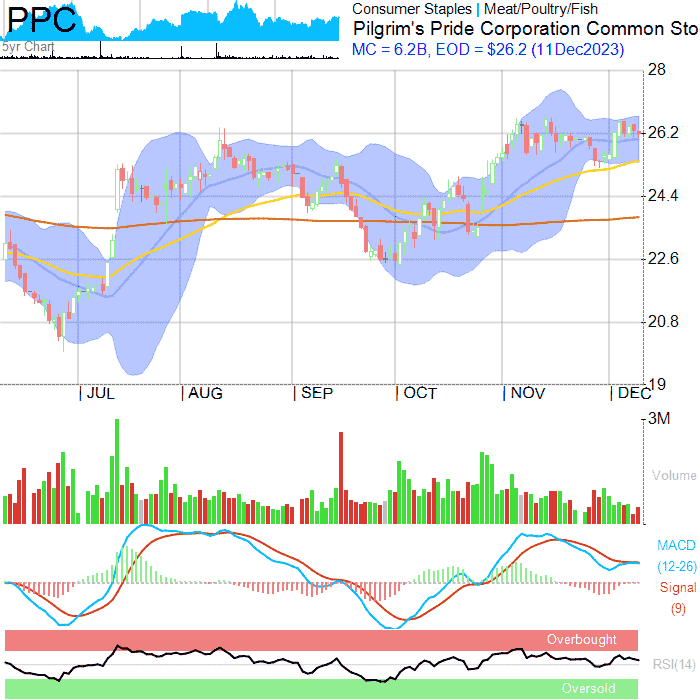 PPC
5yr Chart
Consumer Staples | Meat/Poultry/Fish
Pilgrim's Pride Corporation Common Sto
MC = 6.2B, EOD = $26.2 (11Dec2023)
28
26.2
24.4
22.6
20.8
19
| JUL | AUG | SEP | OCT | NOV | DEC
3M
Volume
MACD
(12-26)
Signal
(9)
Overbought
RSI(14)
Oversold